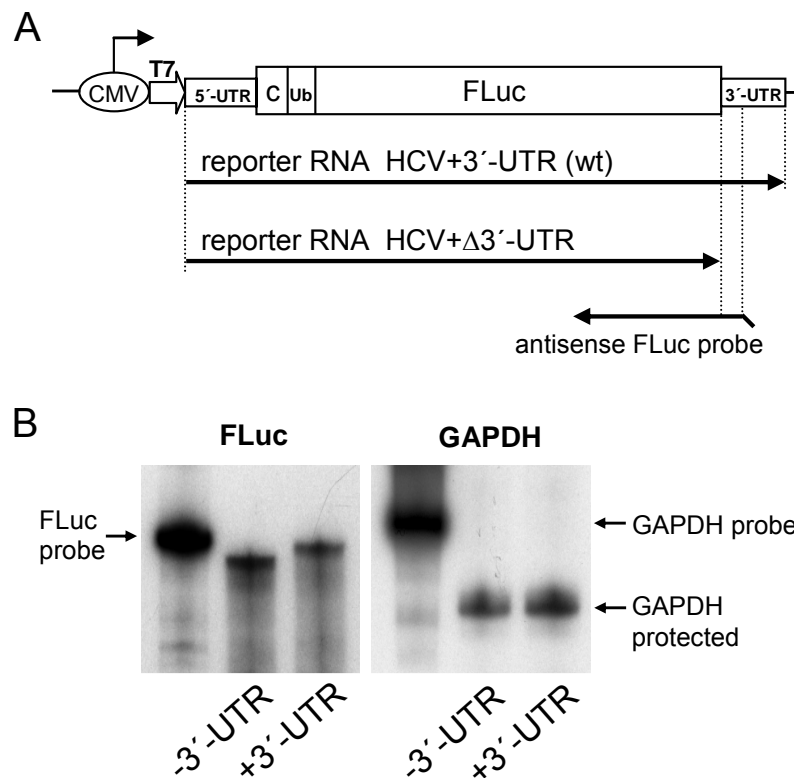 A
CMV
T7
5´-UTR
C
Ub
FLuc
3´-UTR
reporter RNA HCV+3´-UTR (wt)
reporter RNA HCV+Δ3´-UTR
antisense FLuc probe
B
FLuc
GAPDH
FLuc
probe
GAPDH probe
GAPDH
protected
-3´-UTR
+3´-UTR
-3´-UTR
+3´-UTR